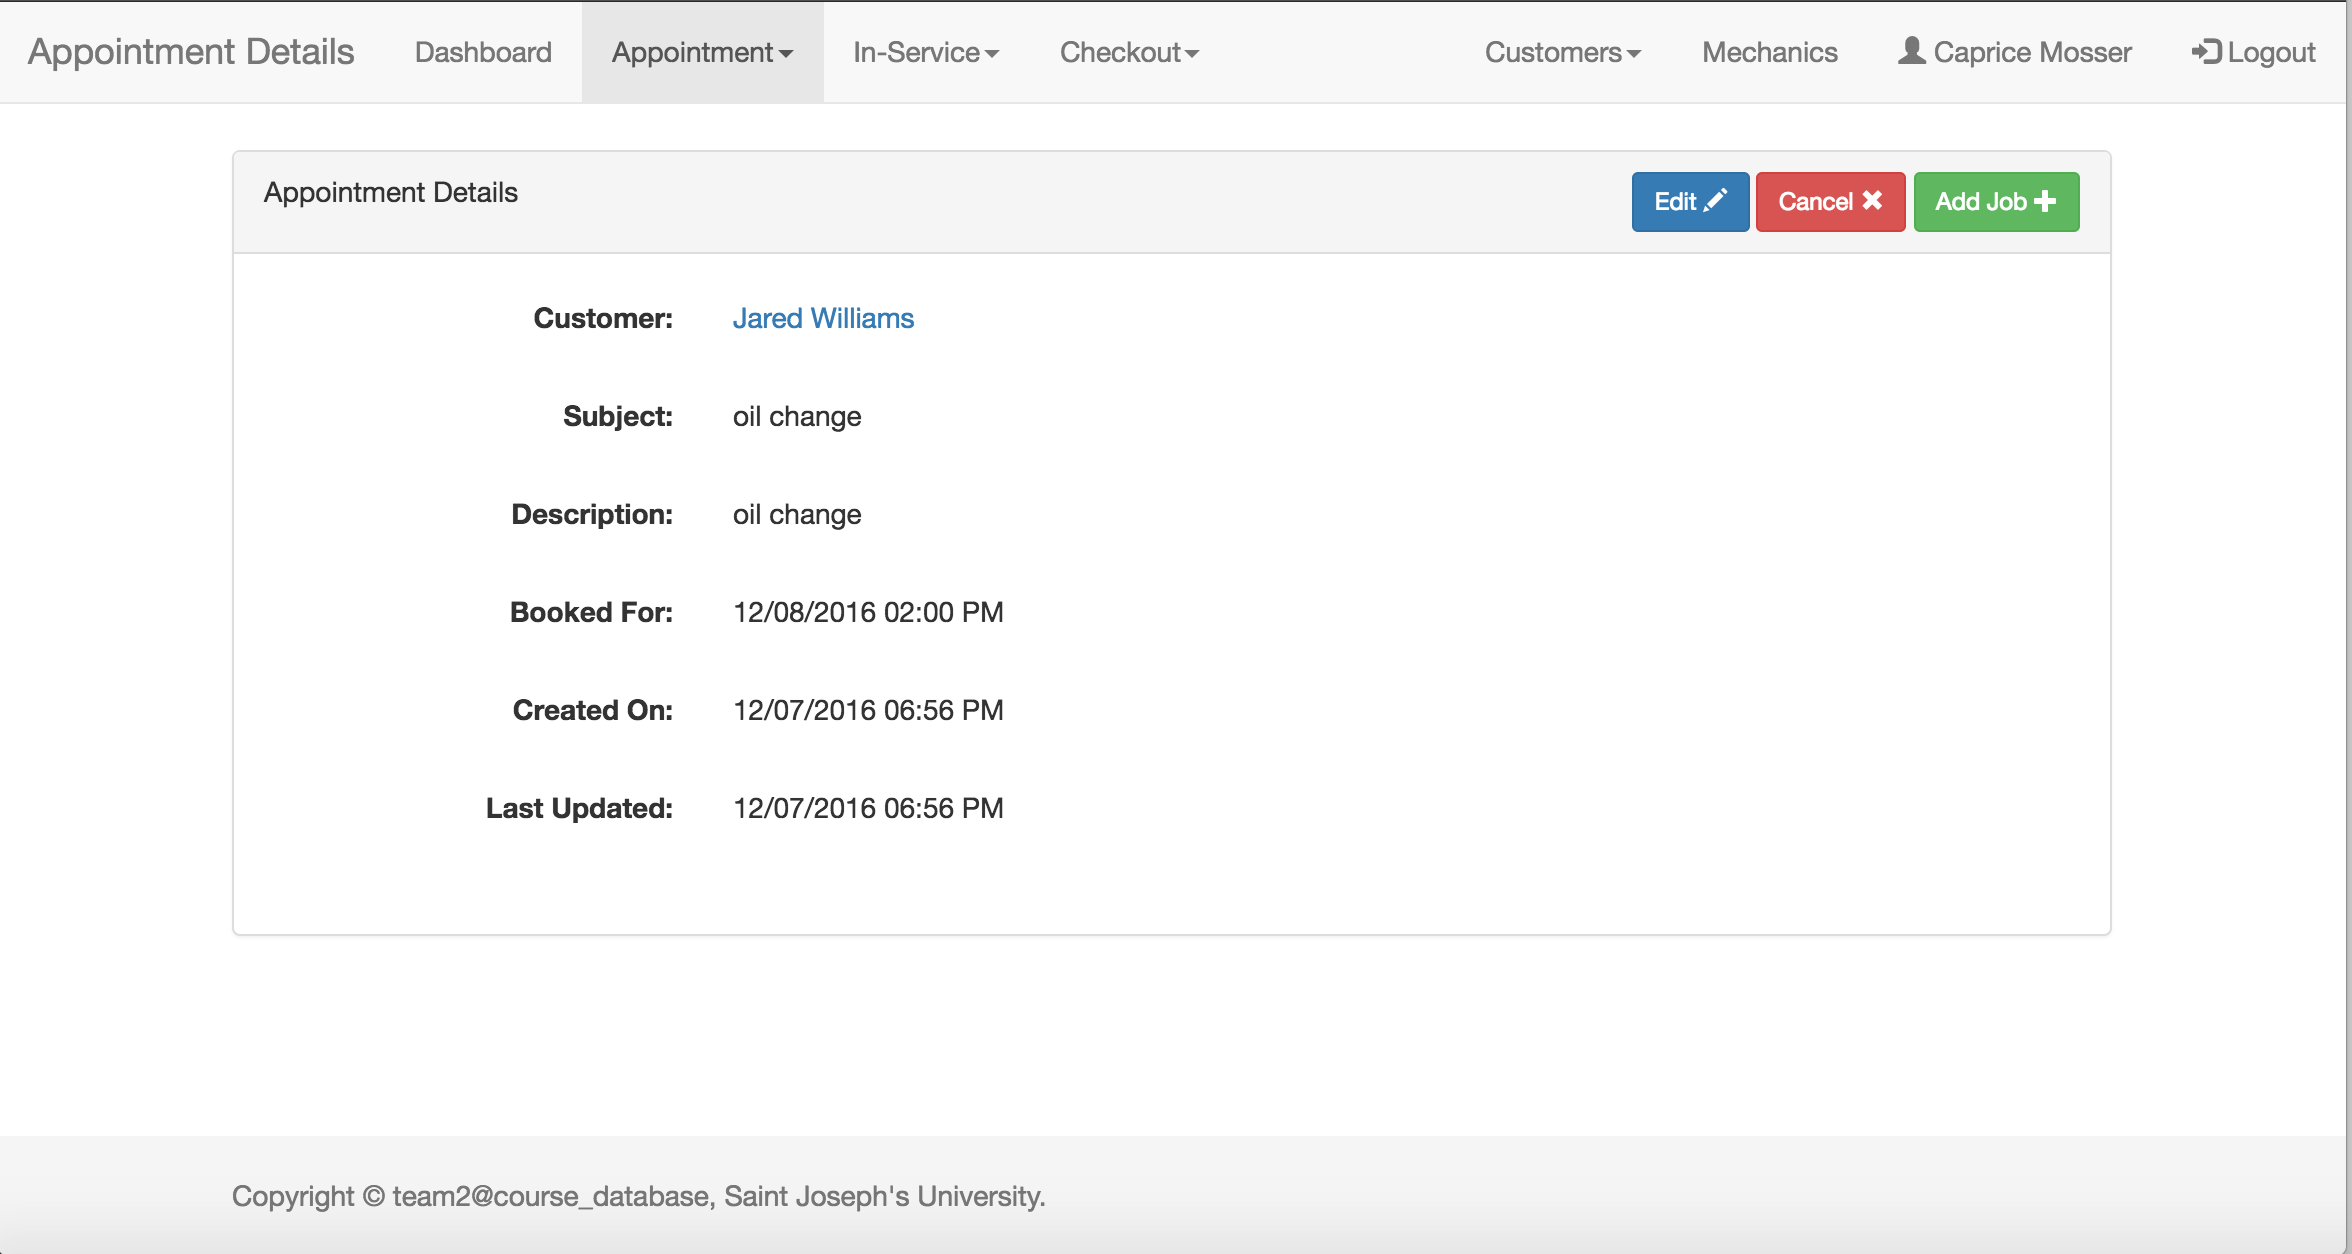 Appointment Details Dashboard Appointment In-Service Checkout Customers Mechanics Caprice Mosser Logout
Appointment Details Edit Cancel Add Job
Customer: Jared Williams
Subject: oil change
Description: oil change
Booked For: 12/08/2016 02:00 PM
Created On: 12/07/2016 06:56 PM
Last Updated: 12/07/2016 06:56 PM
Copyright © team2@course_database, Saint Joseph's University.